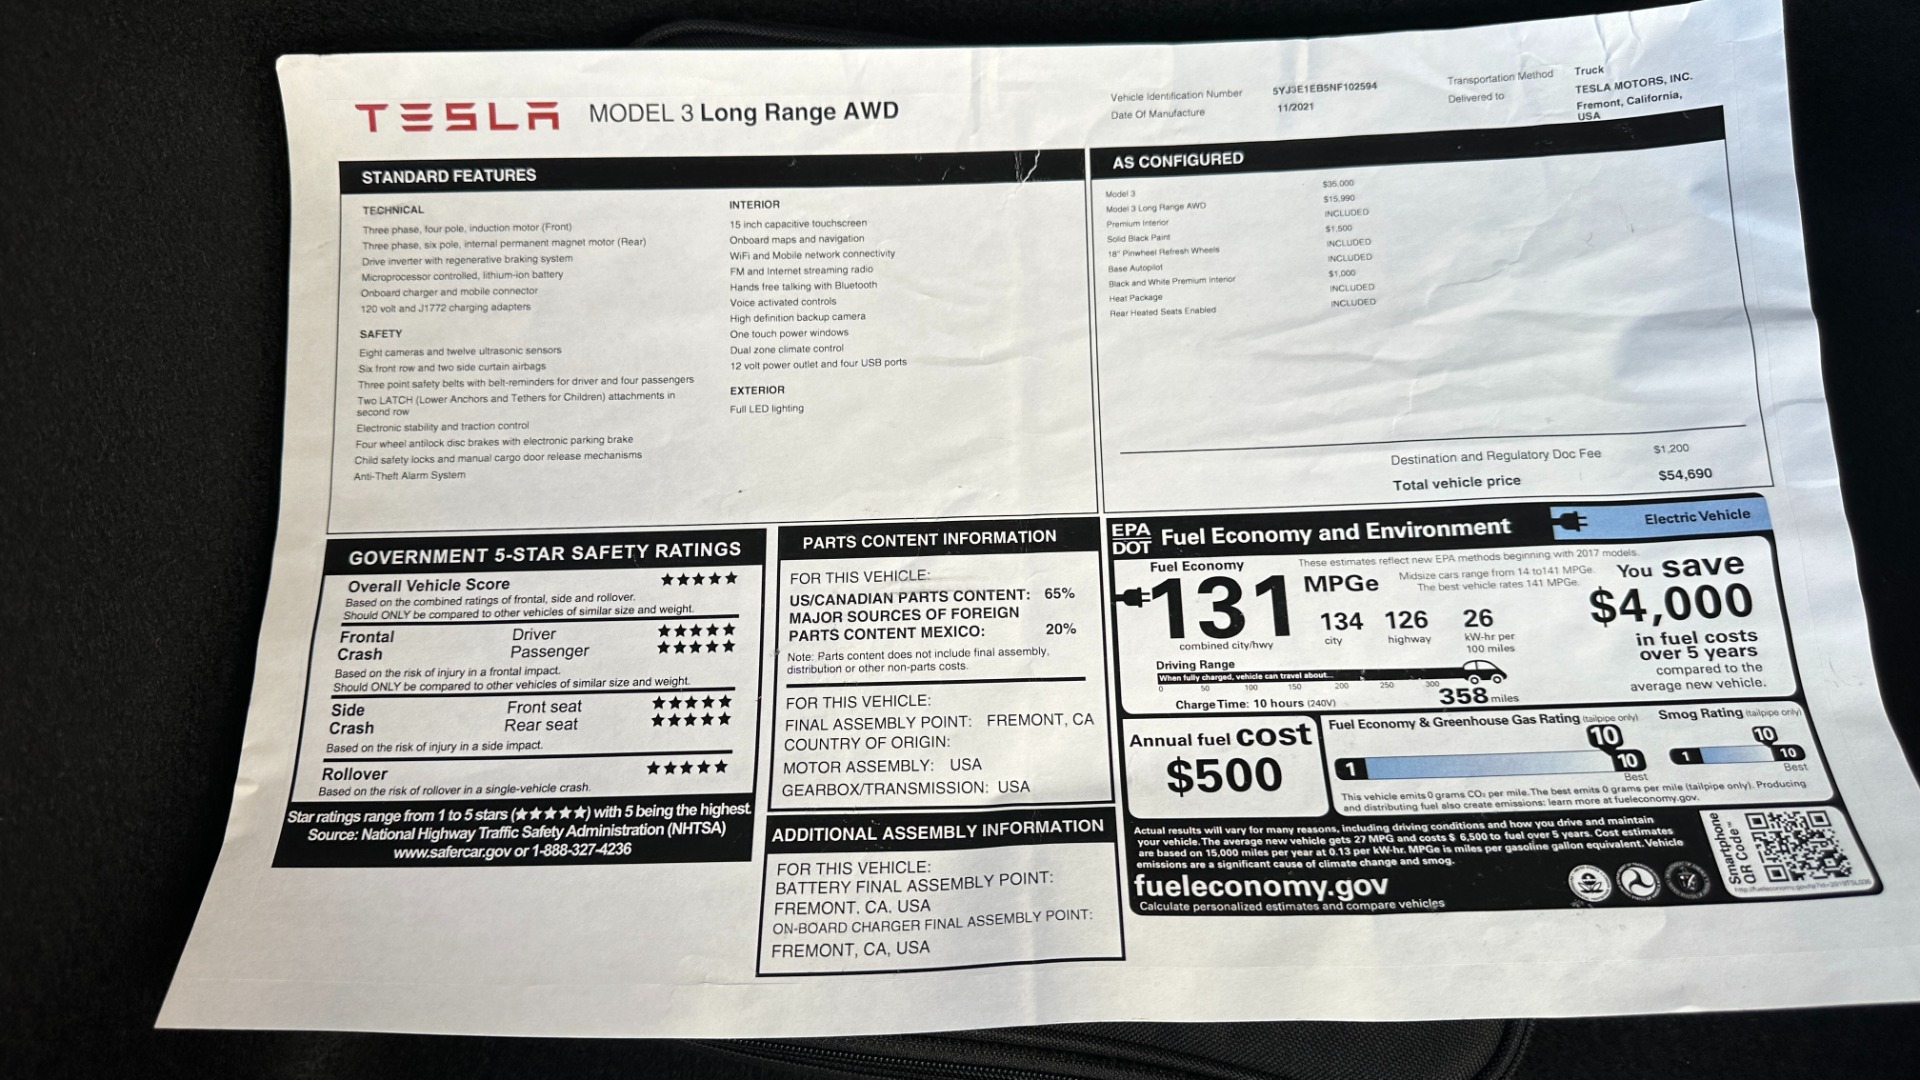 TESLA MODEL 3 Long Range AWD
Vehicle Identification Number 5YJ3E1EB5NF102594
Date Of Manufacture 11/2021
Transportation Method Truck
Delivered to TESLA MOTORS, INC.
Fremont, California,
USA
STANDARD FEATURES
TECHNICAL
Three phase, four pole, induction motor (Front)
Three phase, six pole, internal permanent magnet motor (Rear)
Drive inverter with regenerative braking system
Microprocessor controlled, lithium-ion battery
Onboard charger and mobile connector
120 volt and J1772 charging adapters
SAFETY
Eight cameras and twelve ultrasonic sensors
Six front row and two side curtain airbags
Three point safety belts with belt-reminders for driver and four passengers
Two LATCH (Lower Anchors and Tethers for Children) attachments in
second row
Electronic stability and traction control
Four wheel antilock disc brakes with electronic parking brake
Child safety locks and manual cargo door release mechanisms
Anti-Theft Alarm System
INTERIOR
15 inch capacitive touchscreen
Onboard maps and navigation
WiFi and Mobile network connectivity
FM and Internet streaming radio
Hands free talking with Bluetooth
Voice activated controls
High definition backup camera
One touch power windows
Dual zone climate control
12 volt power outlet and four USB ports
EXTERIOR
Full LED lighting
AS CONFIGURED
Model 3 $35,000
Model 3 Long Range AWD $15,990
Premium Interior INCLUDED
Solid Black Paint $1,500
18" Pinwheel Refresh Wheels INCLUDED
Base Autopilot INCLUDED
Black and White Premium Interior $1,000
Heat Package INCLUDED
Rear Heated Seats Enabled INCLUDED
Destination and Regulatory Doc Fee $1,200
Total vehicle price $54,690
GOVERNMENT 5-STAR SAFETY RATINGS
Overall Vehicle Score ★★★★★
Based on the combined ratings of frontal, side and rollover.
Should ONLY be compared to other vehicles of similar size and weight.
Frontal Driver ★★★★★
Crash Passenger ★★★★★
Based on the risk of injury in a frontal impact.
Should ONLY be compared to other vehicles of similar size and weight.
Side Front seat ★★★★★
Crash Rear seat ★★★★★
Based on the risk of injury in a side impact.
Rollover ★★★★★
Based on the risk of rollover in a single-vehicle crash.
Star ratings range from 1 to 5 stars (★★★★★) with 5 being the highest.
Source: National Highway Traffic Safety Administration (NHTSA)
www.safercar.gov or 1-888-327-4236
PARTS CONTENT INFORMATION
FOR THIS VEHICLE:
US/CANADIAN PARTS CONTENT: 65%
MAJOR SOURCES OF FOREIGN
PARTS CONTENT MEXICO: 20%
Note: Parts content does not include final assembly,
distribution or other non-parts costs.
FOR THIS VEHICLE:
FINAL ASSEMBLY POINT: FREMONT, CA
COUNTRY OF ORIGIN:
MOTOR ASSEMBLY: USA
GEARBOX/TRANSMISSION: USA
ADDITIONAL ASSEMBLY INFORMATION
FOR THIS VEHICLE:
BATTERY FINAL ASSEMBLY POINT:
FREMONT. CA. USA
ON-BOARD CHARGER FINAL ASSEMBLY POINT:
FREMONT, CA, USA
EPA
DOT
Fuel Economy and Environment
Electric Vehicle
Fuel Economy
These estimates reflect new EPA methods beginning with 2017 models.
131 MPGe
Midsize cars range from 14 to141 MPGe.
The best vehicle rates 141 MPGe.
combined city/hwy
134 city
126 highway
26 kW-hr per
100 miles
You save
$4,000
in fuel costs
over 5 years
compared to the
average new vehicle.
Driving Range
When fully charged, vehicle can travel about...
0 50 100 150 200 250 300
358 miles
Charge Time: 10 hours (240V)
Annual fuel cost
$500
Fuel Economy & Greenhouse Gas Rating (tailpipe only)
10
1 10
Best
Smog Rating (tailpipe only)
10
1 10
Best
This vehicle emits 0 grams CO₂ per mile. The best emits 0 grams per mile (tailpipe only). Producing
and distributing fuel also create emissions: learn more at fueleconomy.gov.
Actual results will vary for many reasons, including driving conditions and how you drive and maintain
your vehicle. The average new vehicle gets 27 MPG and costs $ 6,500 to fuel over 5 years. Cost estimates
are based on 15,000 miles per year at 0.13 per kW-hr. MPGe is miles per gasoline gallon equivalent. Vehicle
emissions are a significant cause of climate change and smog.
fueleconomy.gov
Calculate personalized estimates and compare vehicles
Smartphone
QR Code™